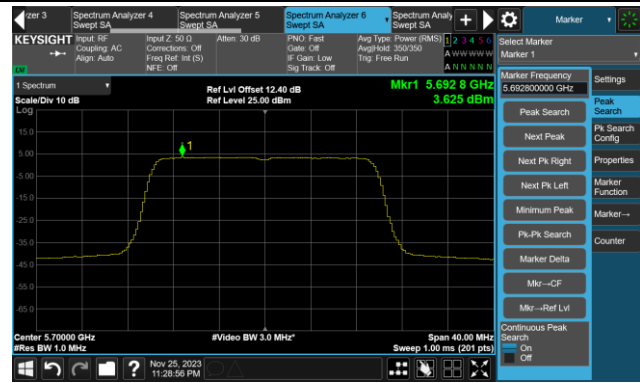 zer 3
Spectrum Analyzer 4
Swept SA
Spectrum Analyzer 5
Swept SA
Spectrum Analyzer 6
Swept SA
Spectrum Analy
Swept SA
Marker
KEYSIGHT
Input: RF
Coupling: AC
Align: Auto
Input Z: 50 Ω
Corrections: Off
Freq Ref: Int (S)
NFE: Off
Atten: 30 dB
PNO: Fast
Gate: Off
IF Gain: Low
Sig Track: Off
Avg Type: Power (RMS)
Avg|Hold: 350/350
Trig: Free Run
1 2 3 4 5 6
A W W W W W
A N N N N N
Select Marker
Marker 1
1 Spectrum
Scale/Div 10 dB
Log
Ref Lvl Offset 12.40 dB
Ref Level 25.00 dBm
Mkr1 5.692 8 GHz
3.625 dBm
15.0
5.00
-5.00
-15.0
-25.0
-35.0
-45.0
-55.0
-65.0
1
Center 5.70000 GHz
#Res BW 1.0 MHz
#Video BW 3.0 MHz*
Span 40.00 MHz
Sweep 1.00 ms (201 pts)
Marker Frequency
5.692800000 GHz
Peak Search
Next Peak
Next Pk Right
Next Pk Left
Minimum Peak
Pk-Pk Search
Marker Delta
Mkr→CF
Mkr→Ref Lvl
Continuous Peak
Search
On
Off
Settings
Peak
Search
Pk Search
Config
Properties
Marker
Function
Marker→
Counter
Nov 25, 2023
11:28:56 PM